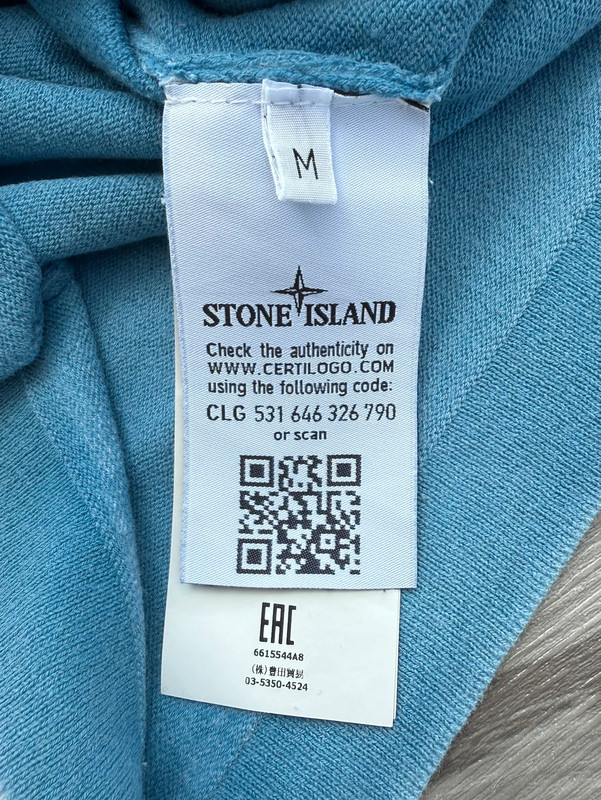 M
STONE ISLAND
Check the authenticity on
WWW.CERTILOGO.COM
using the following code:
CLG 531 646 326 790
or scan
EAC
6615544A8
(株)豊田貿易
03-5350-4524